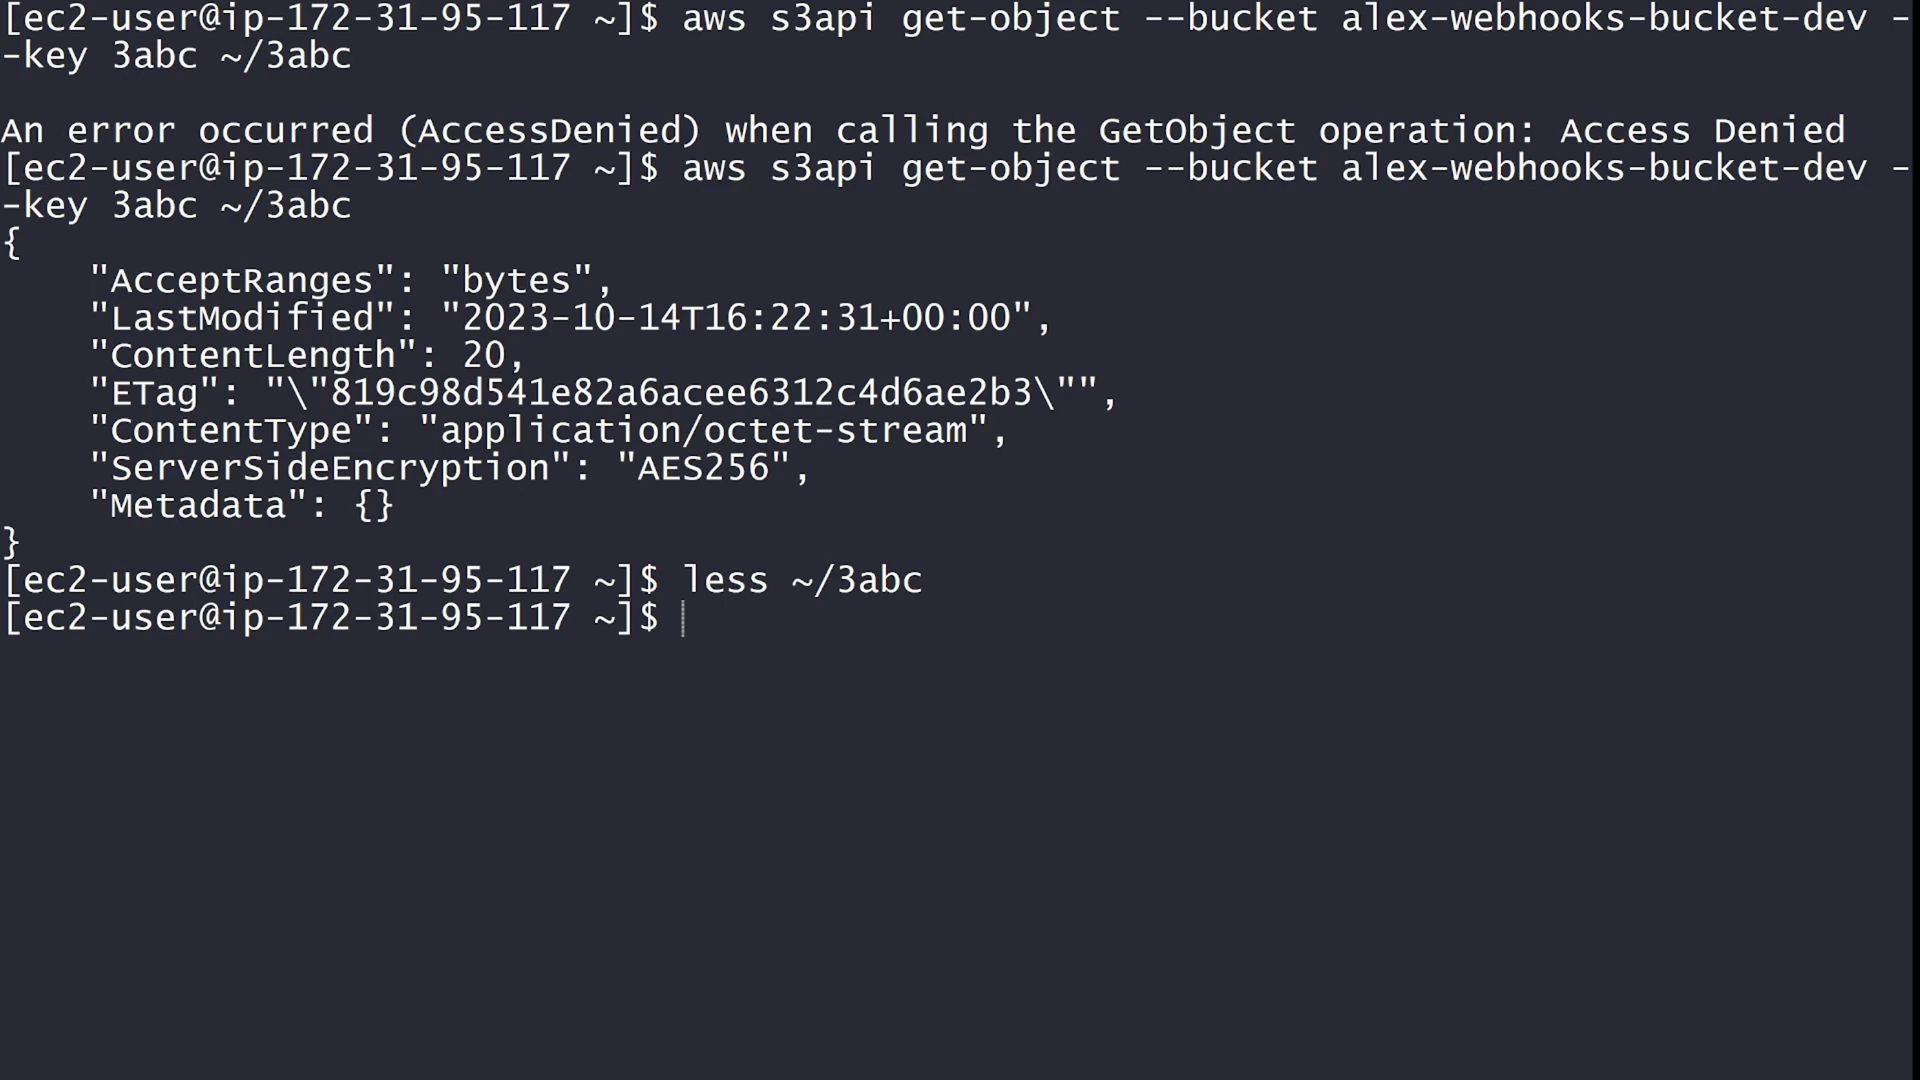 [ec2-user@ip-172-31-95-117 ~]$ aws s3api get-object --bucket alex-webhooks-bucket-dev -
-key 3abc ~/3abc
An error occurred (AccessDenied) when calling the GetObject operation: Access Denied
[ec2-user@ip-172-31-95-117 ~]$ aws s3api get-object --bucket alex-webhooks-bucket-dev -
-key 3abc ~/3abc
{
    "AcceptRanges": "bytes",
    "LastModified": "2023-10-14T16:22:31+00:00",
    "ContentLength": 20,
    "ETag": "\"819c98d541e82a6acee6312c4d6ae2b3\"",
    "ContentType": "application/octet-stream",
    "ServerSideEncryption": "AES256",
    "Metadata": {}
}
[ec2-user@ip-172-31-95-117 ~]$ less ~/3abc
[ec2-user@ip-172-31-95-117 ~]$